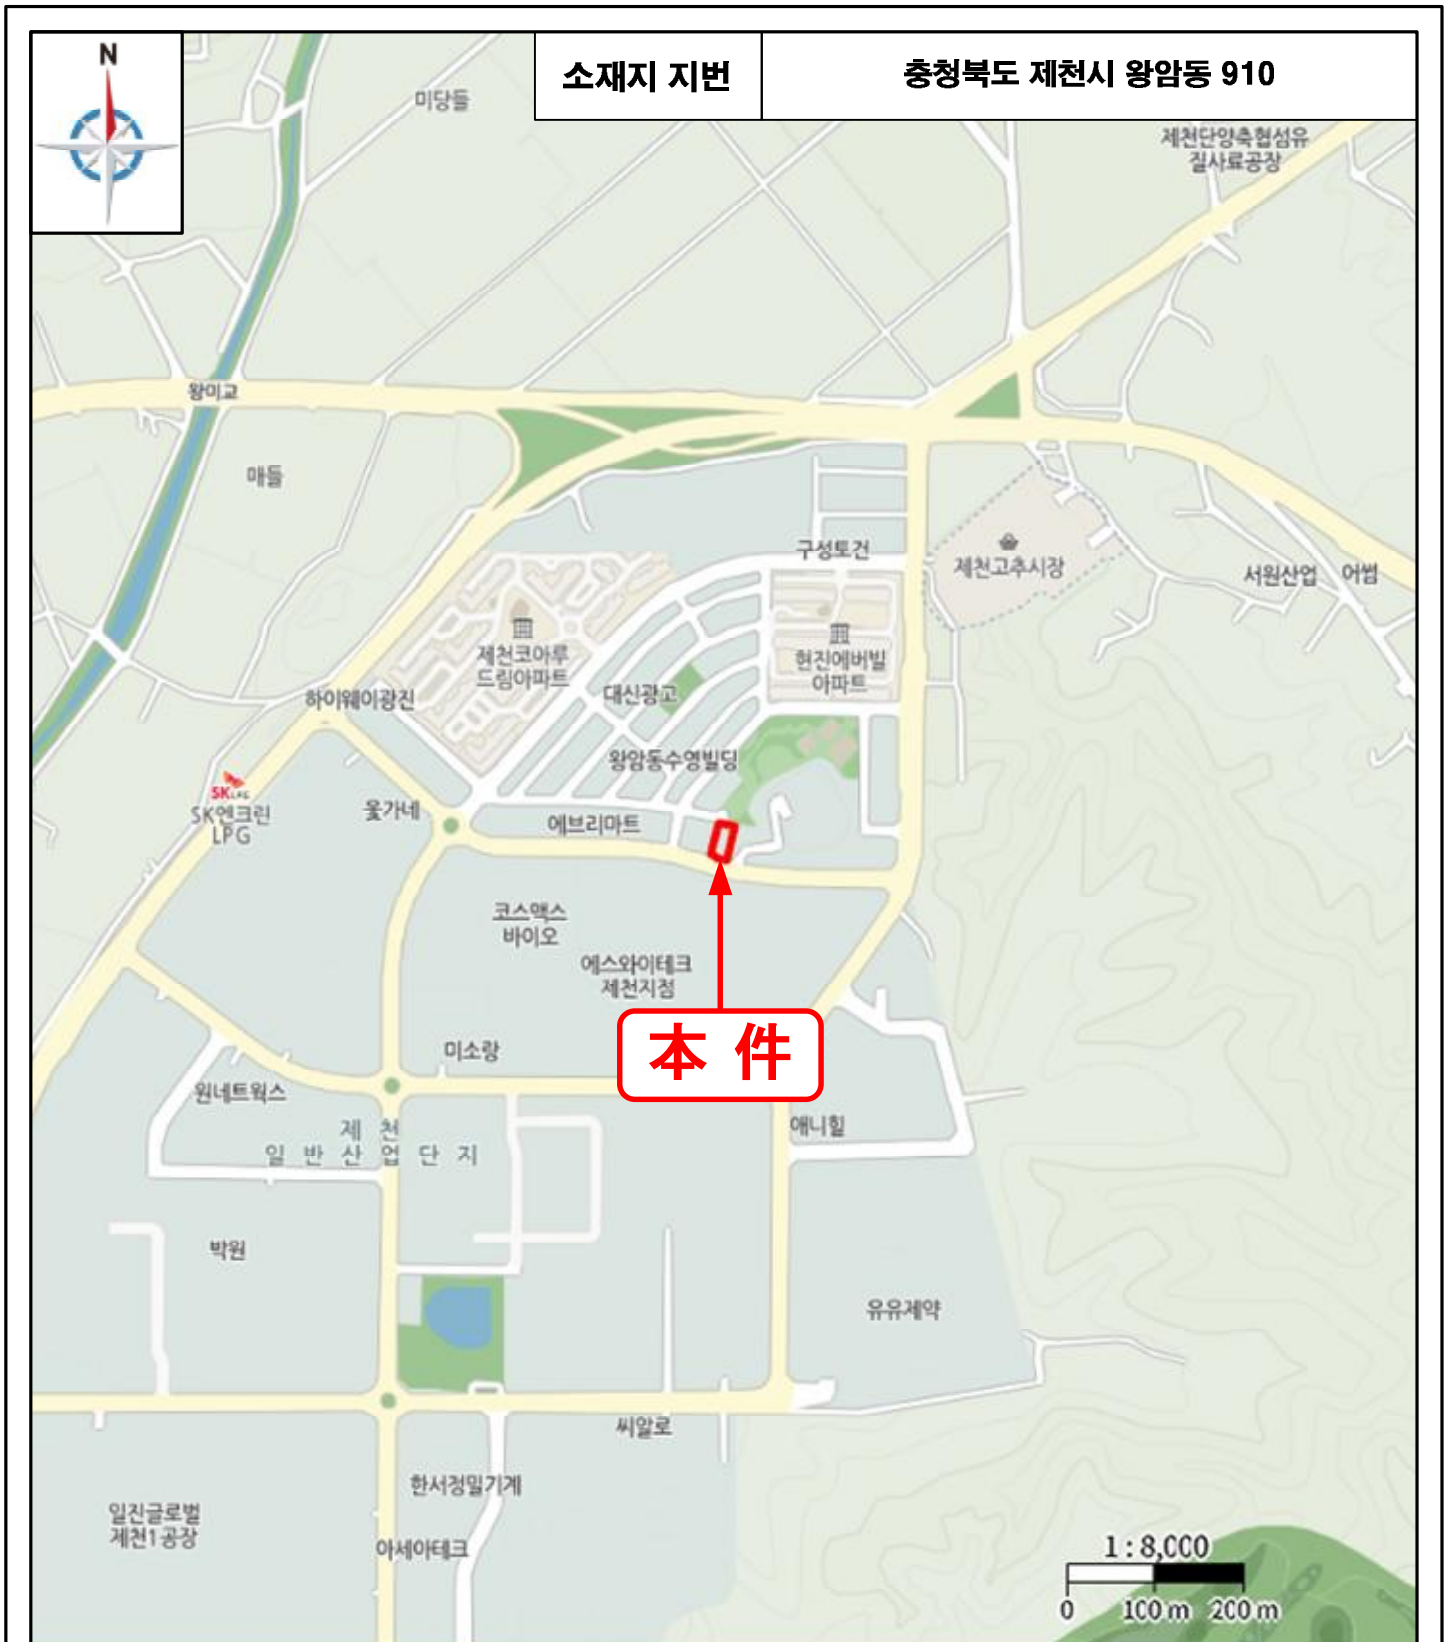 N
소재지 지번
충청북도 제천시 왕암동 910
미당들
제천단양축협섬유
질사료공장
왕미교
매들
구성토건
제천고추시장
서원산업
어썸
제천코아루
드림아파트
현진에버빌
아파트
대신광고
하이웨이광진
왕암동수영빌딩
SK LPG
SK엔크린
LPG
꽃가네
에브리마트
코스맥스
바이오
에스와이테크
제천지점
本件
미소랑
원네트웍스
애니힐
제 천
일 반 산 업 단 지
박원
유유제약
씨알로
한서정밀기계
일진글로벌
제천1공장
아세아테크
1 : 8,000
0 100 m 200 m